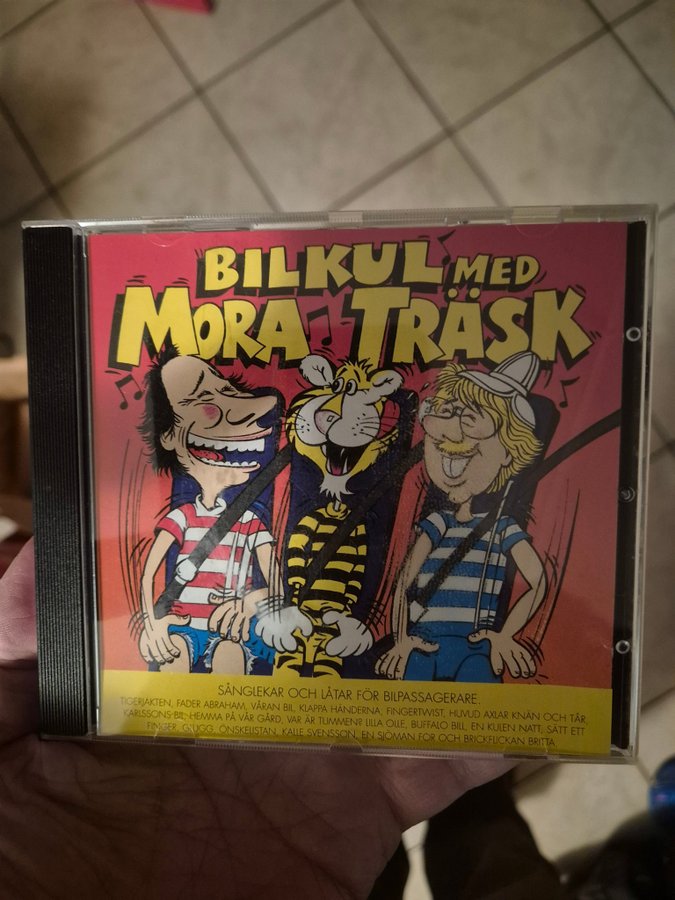 BILKUL MED
MORA TRÄSK
SÅNGLEKAR OCH LÅTAR FÖR BILPASSAGERARE.
TIGERJAKTEN, FADER ABRAHAM, VÅRAN BIL, KLAPPA HÄNDERNA, FINGERTWIST, HUVUD AXLAR KNÄN OCH TÅR,
KARLSSONS BIL, HEMMA PÅ VÅR GÅRD, VAR ÄR TUMMEN? LILLA OLLE, BUFFALO BILL, EN KULEN NATT, SÄTT ETT
FINGER, GNUGG, ÖNSKELISTAN, KALLE SVENSSON, EN SJÖMAN FOR OCH BRICKFLICKAN BRITTA